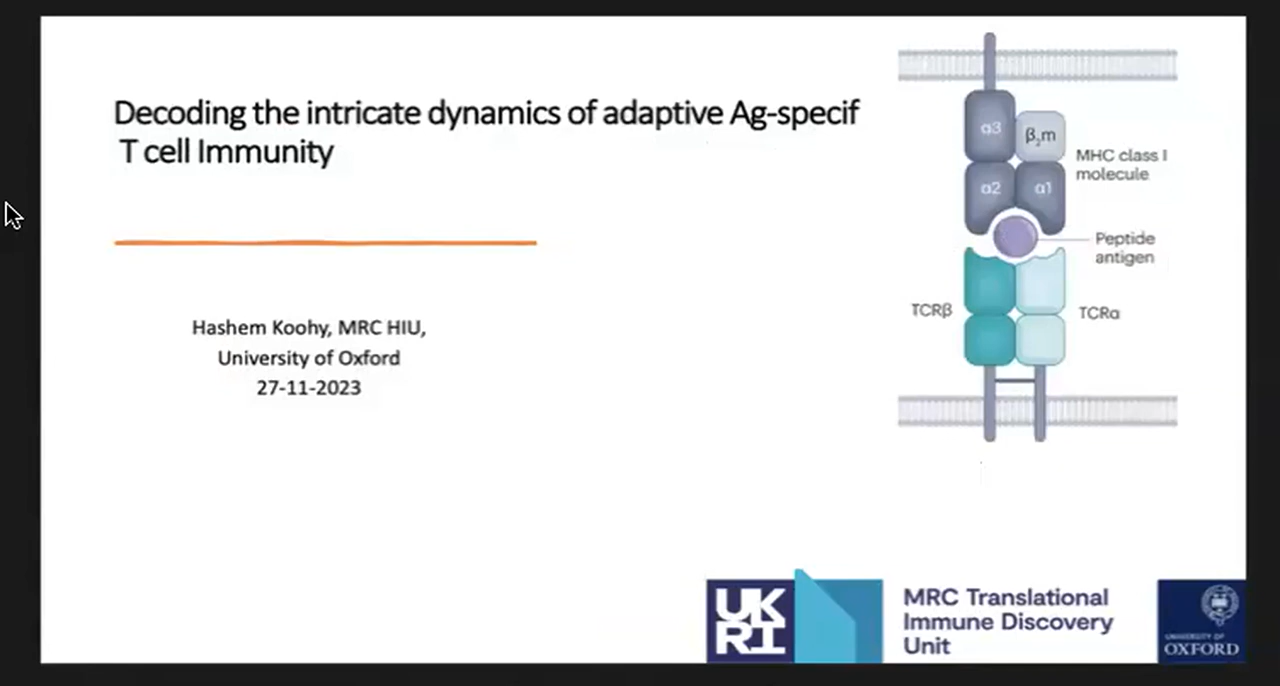 Decoding the intricate dynamics of adaptive Ag-specif
T cell Immunity
Hashem Koohy, MRC HIU,
University of Oxford
27-11-2023
α3
β₂m
MHC class I
molecule
α2
α1
Peptide
antigen
TCRβ
TCRα
UK
RI
MRC Translational
Immune Discovery
Unit
UNIVERSITY OF
OXFORD